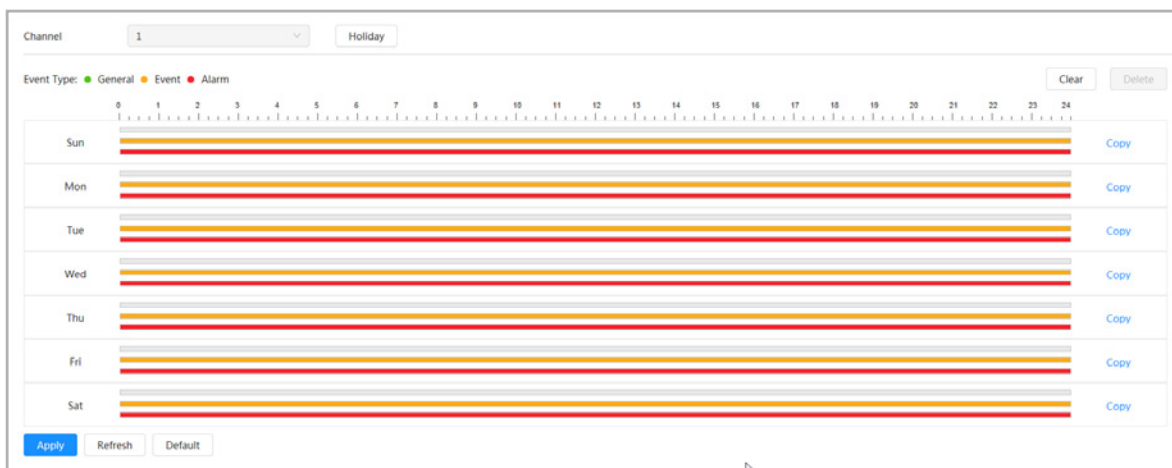 Channel 1 Holiday
Event Type: General Event Alarm Clear Delete
0 1 2 3 4 5 6 7 8 9 10 11 12 13 14 15 16 17 18 19 20 21 22 23 24
Sun Copy
Mon Copy
Tue Copy
Wed Copy
Thu Copy
Fri Copy
Sat Copy
Apply Refresh Default